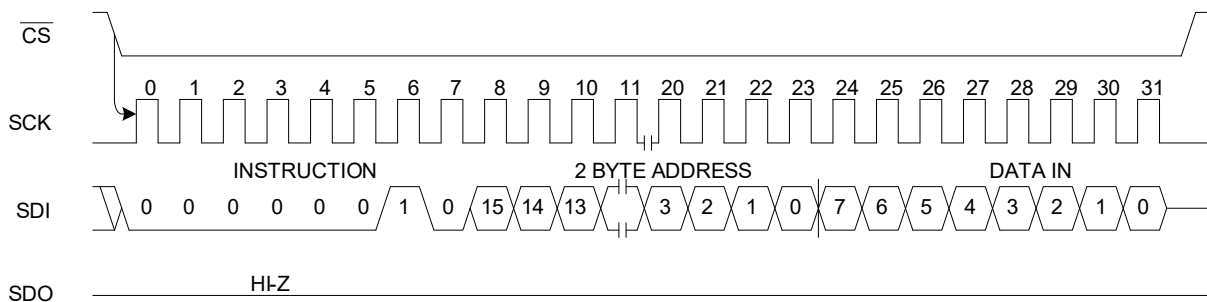 CS
0 1 2 3 4 5 6 7 8 9 10 11 20 21 22 23 24 25 26 27 28 29 30 31
SCK
INSTRUCTION 2 BYTE ADDRESS DATA IN
SDI 0 0 0 0 0 0 1 0 15 14 13 3 2 1 0 7 6 5 4 3 2 1 0
HI-Z
SDO